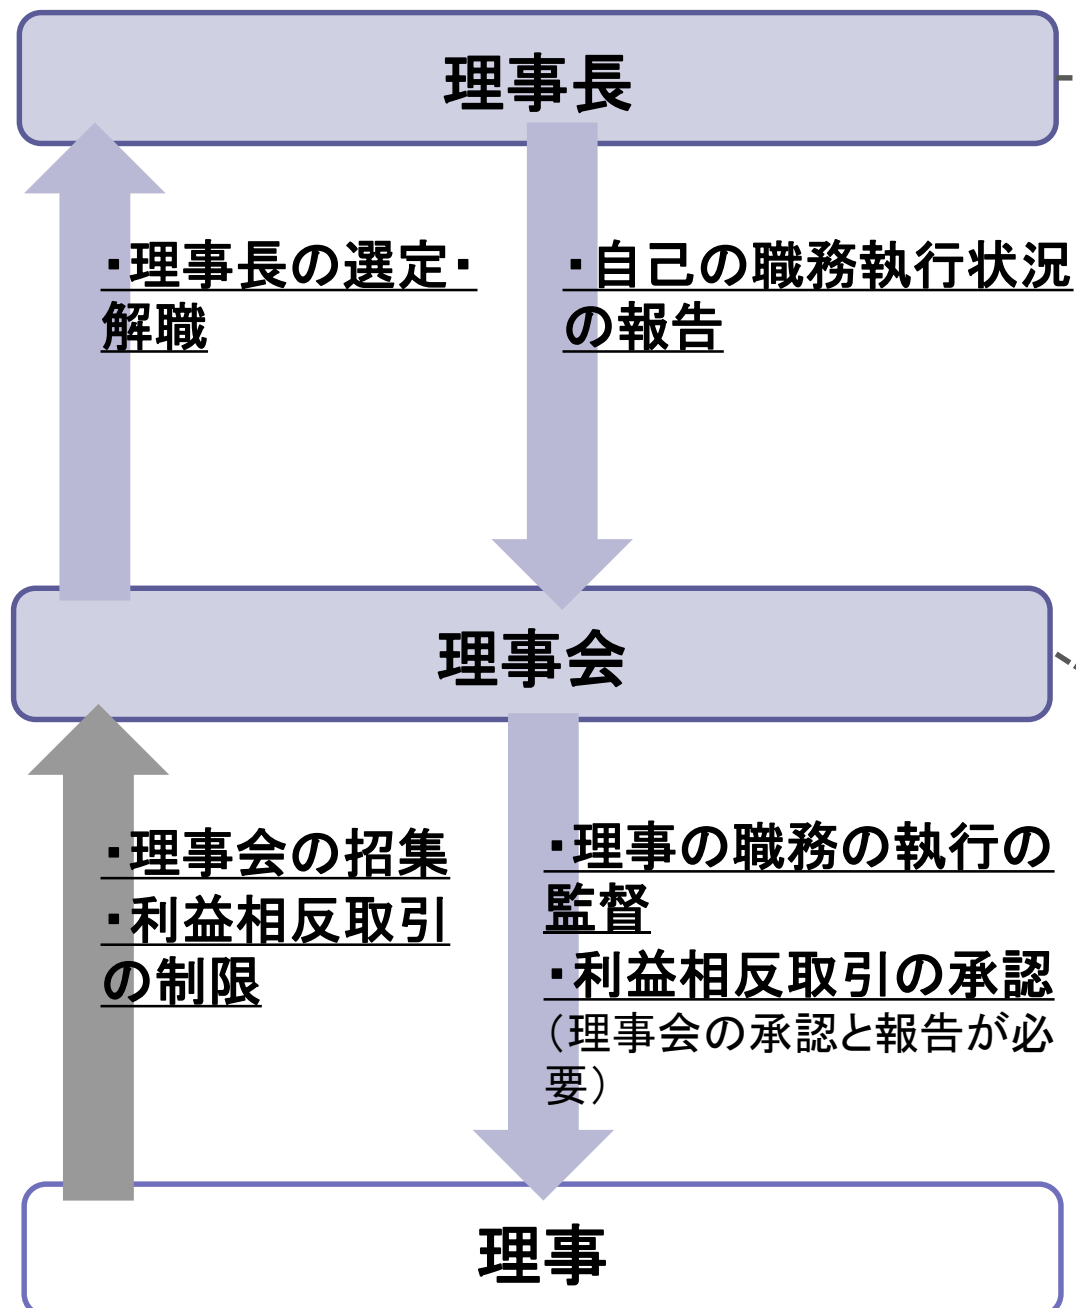 理事長
・理事長の選定・
解職
・自己の職務執行状況
の報告
理事会
・理事会の招集
・利益相反取引
の制限
・理事の職務の執行の
監督
・利益相反取引の承認
（理事会の承認と報告が必
要）
理事